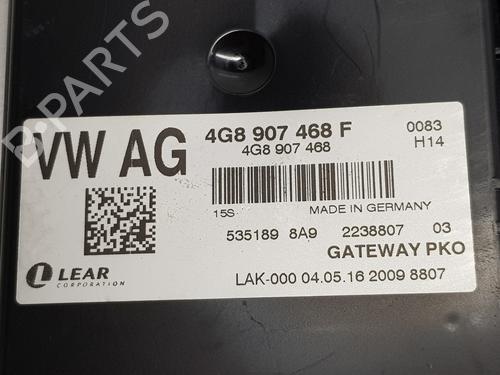 B-PARTS
VW AG
4G8 907 468 F
4G8 907 468
0083
H14
15S
MADE IN GERMANY
535189 8A9 2238807 03
GATEWAY PKO
LEAR
CORPORATION
LAK-000 04.05.16 2009 8807